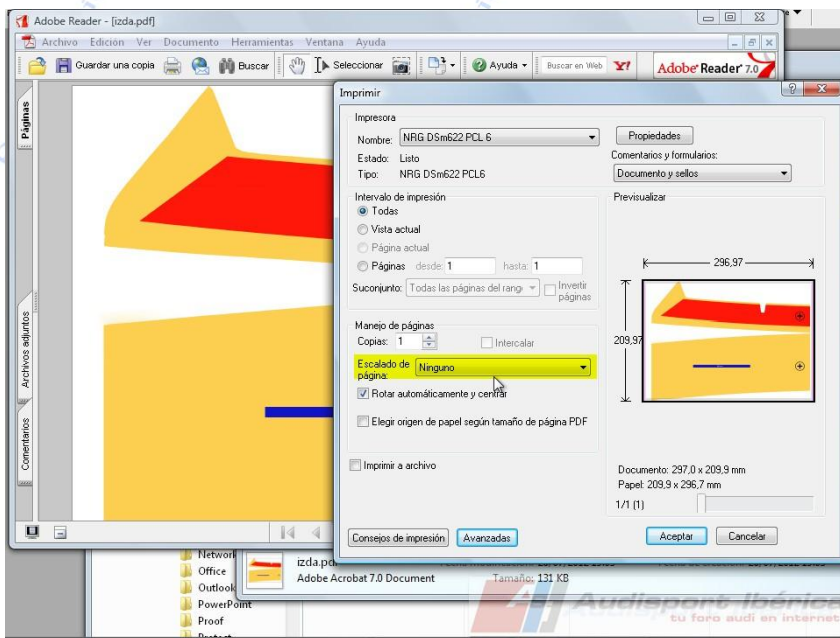 Adobe Reader - [izda.pdf]
Archivo Edición Ver Documento Herramientas Ventana Ayuda
Guardar una copia Buscar Seleccionar Ayuda Buscar en Web Y! Adobe Reader 7.0
Páginas
Archivos adjuntos
Comentarios
Imprimir
Impresora
Nombre: NRG DSm622 PCL 6 Propiedades
Estado: Listo Comentarios y formularios:
Tipo: NRG DSm622 PCL6 Documento y sellos
Intervalo de impresión Previsualizar
Todas
Vista actual
Página actual
Páginas desde: 1 hasta: 1
Suconjunto: Todas las páginas del rango Invertir páginas
296,97
209,97
Manejo de páginas
Copias: 1 Intercalar
Escalado de página: Ninguno
Rotar automáticamente y centrar
Elegir origen de papel según tamaño de página PDF
Imprimir a archivo
Documento: 297,0 x 209,9 mm
Papel: 209,9 x 296,7 mm
1/1 (1)
Consejos de impresión Avanzadas Aceptar Cancelar
Network
Office
Outlook
PowerPoint
Proof
izda.pdf
Adobe Acrobat 7.0 Document Tamaño: 131 KB
Audisport Ibérica
tu foro audi en internet